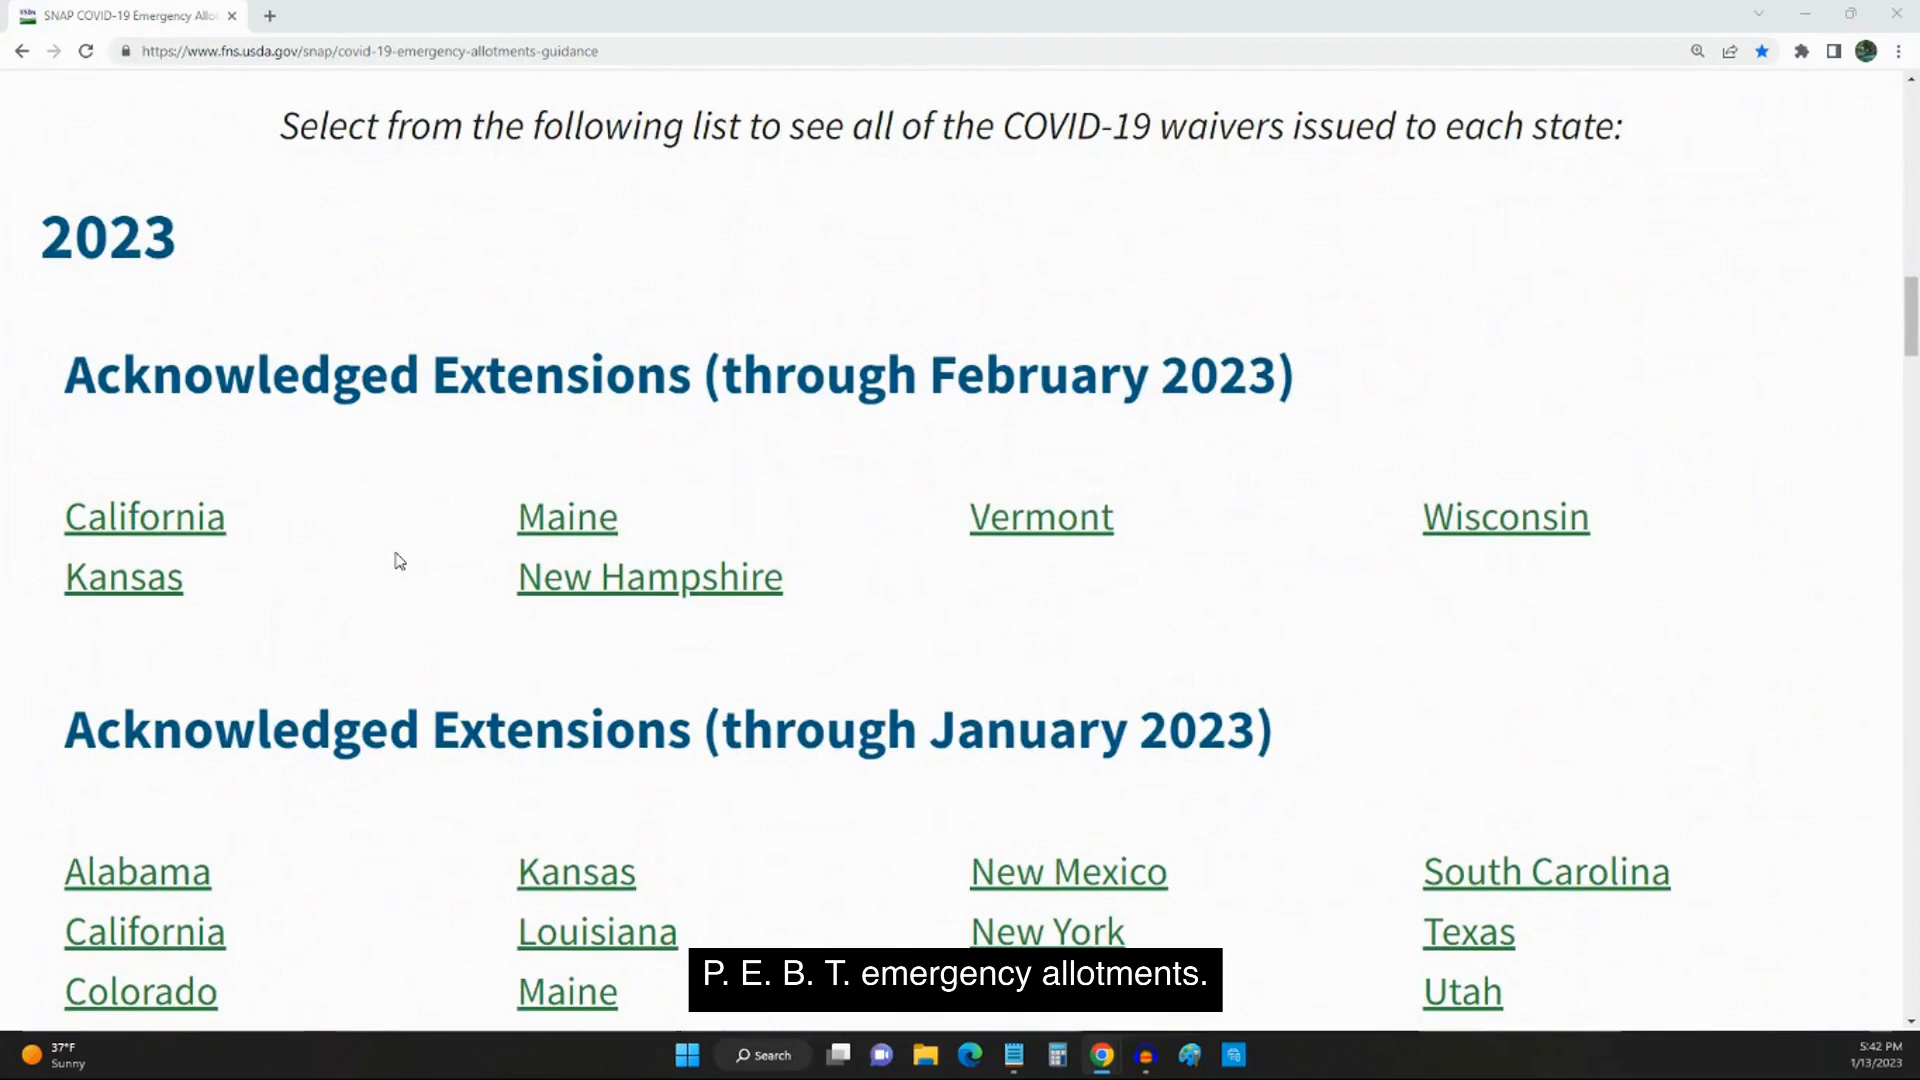 SNAP COVID-19 Emergency Allo
https://www.fns.usda.gov/snap/covid-19-emergency-allotments-guidance
Select from the following list to see all of the COVID-19 waivers issued to each state:
2023
Acknowledged Extensions (through February 2023)
California Maine Vermont Wisconsin
Kansas New Hampshire
Acknowledged Extensions (through January 2023)
Alabama Kansas New Mexico South Carolina
California Louisiana New York Texas
Colorado Maine Utah
P. E. B. T. emergency allotments.
37°F
Sunny
Search
5:42 PM
1/13/2023